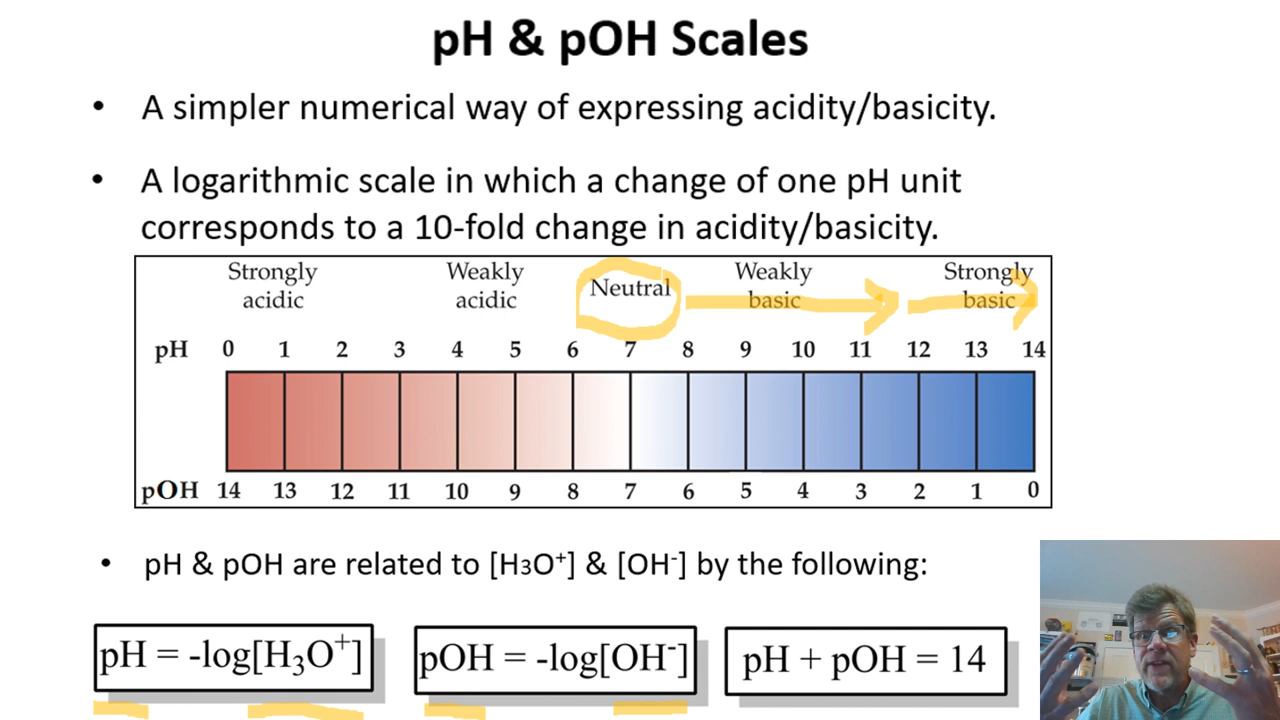 pH & pOH Scales
• A simpler numerical way of expressing acidity/basicity.
• A logarithmic scale in which a change of one pH unit
corresponds to a 10-fold change in acidity/basicity.
Strongly acidic Weakly acidic Neutral Weakly basic Strongly basic
pH 0 1 2 3 4 5 6 7 8 9 10 11 12 13 14
pOH 14 13 12 11 10 9 8 7 6 5 4 3 2 1 0
• pH & pOH are related to [H₃O⁺] & [OH⁻] by the following:
pH = -log[H₃O⁺] pOH = -log[OH⁻] pH + pOH = 14